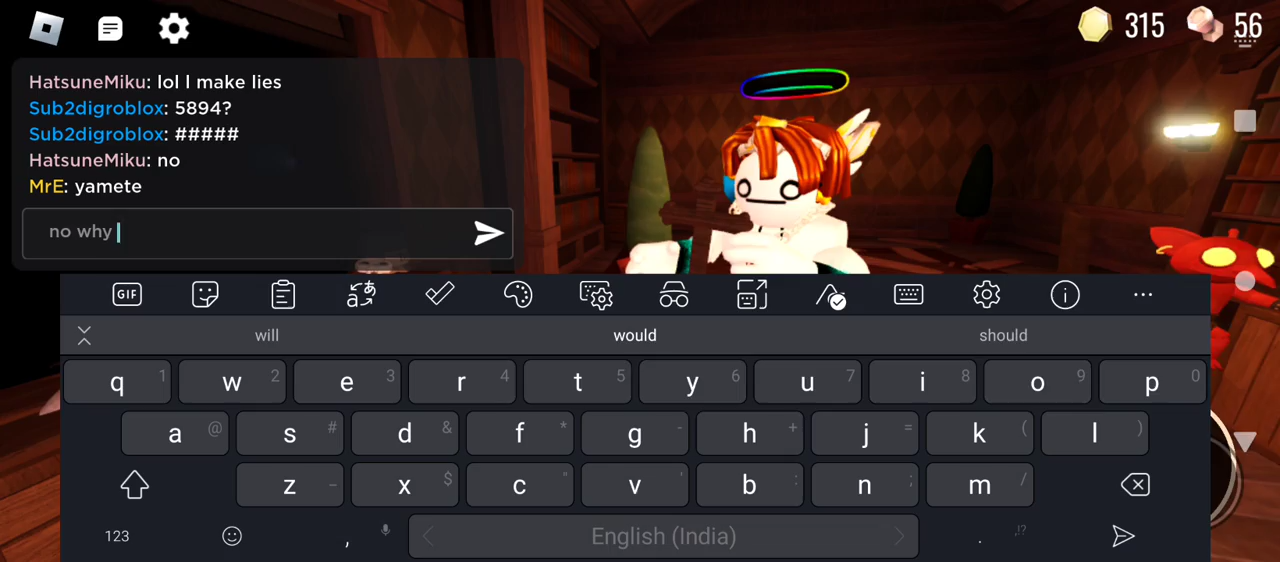 315
56
HatsuneMiku: lol I make lies
Sub2digroblox: 5894?
Sub2digroblox: #####
HatsuneMiku: no
MrE: yamete
no why
GIF
will would should
q 1 w 2 e 3 r 4 t 5 y 6 u 7 i 8 o 9 p 0
a @ s # d & f * g - h + j = k ( l )
z _ x $ c " v ' b : n ; m /
123 , English (India) . ,!?